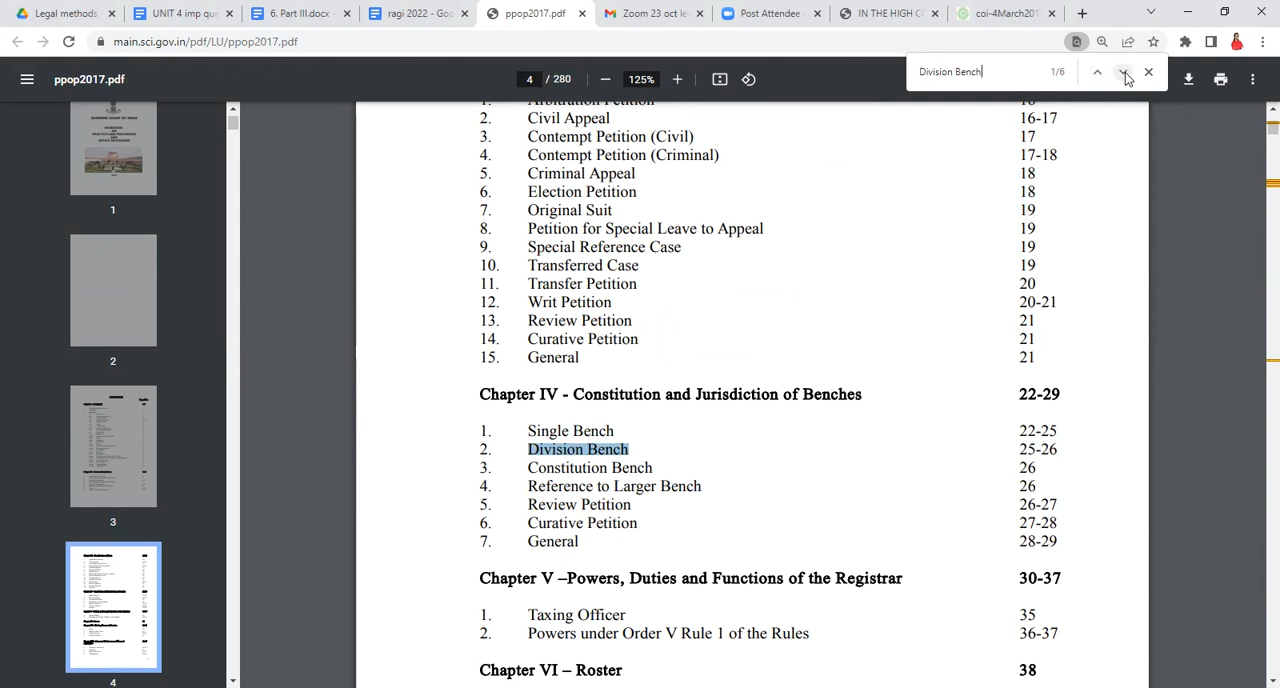 Legal methods
UNIT 4 imp que
6. Part III.docx -
ragi 2022 - Goo
ppop2017.pdf
Zoom 23 oct le
Post Attendee -
IN THE HIGH C
coi-4March2019
main.sci.gov.in/pdf/LU/ppop2017.pdf
Division Bench 1/6
ppop2017.pdf
4 / 280
125%
1. Arbitration Petition 16
2. Civil Appeal 16-17
3. Contempt Petition (Civil) 17
4. Contempt Petition (Criminal) 17-18
5. Criminal Appeal 18
6. Election Petition 18
7. Original Suit 19
8. Petition for Special Leave to Appeal 19
9. Special Reference Case 19
10. Transferred Case 19
11. Transfer Petition 20
12. Writ Petition 20-21
13. Review Petition 21
14. Curative Petition 21
15. General 21
Chapter IV - Constitution and Jurisdiction of Benches 22-29
1. Single Bench 22-25
2. Division Bench 25-26
3. Constitution Bench 26
4. Reference to Larger Bench 26
5. Review Petition 26-27
6. Curative Petition 27-28
7. General 28-29
Chapter V –Powers, Duties and Functions of the Registrar 30-37
1. Taxing Officer 35
2. Powers under Order V Rule 1 of the Rules 36-37
Chapter VI – Roster 38
1
2
3
4